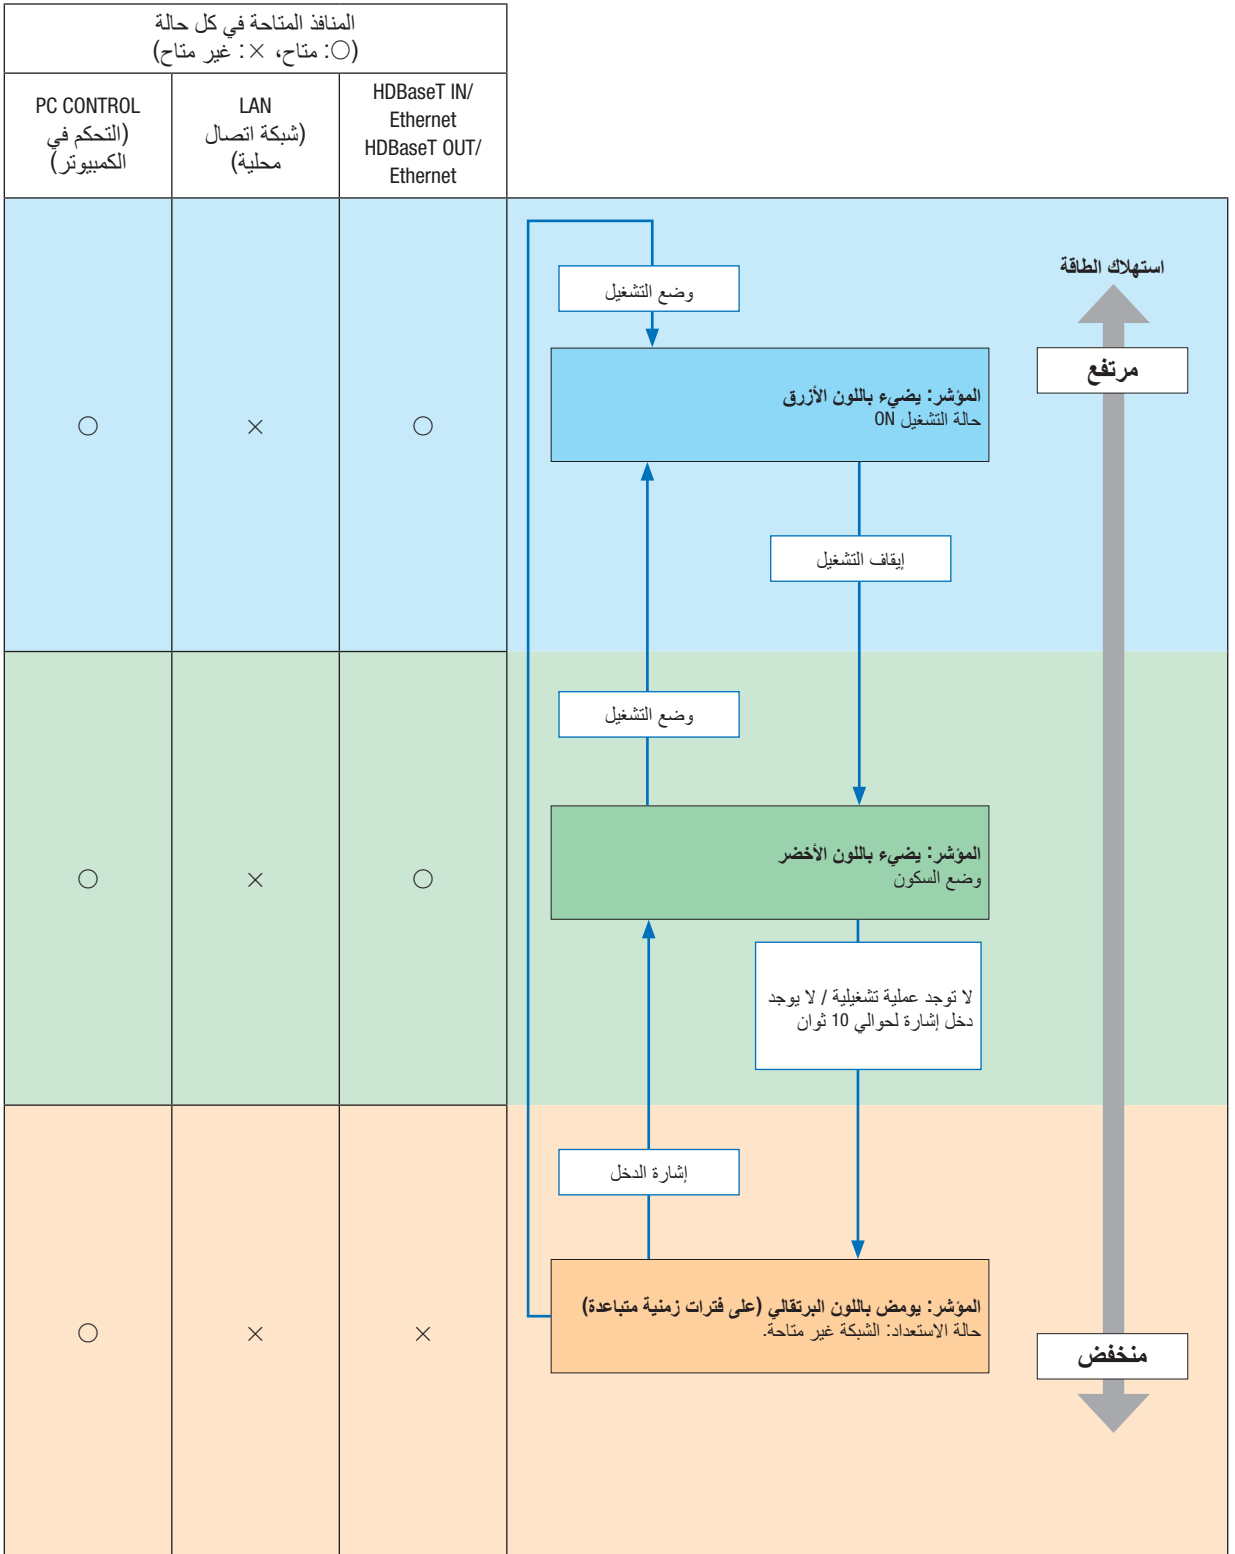 المنافذ المتاحة في كل حالة
(○: متاح، ×: غير متاح)
HDBaseT IN/
Ethernet
HDBaseT OUT/
Ethernet
LAN
(شبكة اتصال
محلية)
PC CONTROL
(التحكم في
الكمبيوتر)
استهلاك الطاقة
مرتفع
وضع التشغيل
المؤشر: يضيء باللون الأزرق
حالة التشغيل ON
○ × ○
إيقاف التشغيل
وضع التشغيل
المؤشر: يضيء باللون الأخضر
وضع السكون
○ × ○
لا توجد عملية تشغيلية / لا يوجد
دخل إشارة لحوالي 10 ثوان
إشارة الدخل
المؤشر: يومض باللون البرتقالي (على فترات زمنية متباعدة)
حالة الاستعداد: الشبكة غير متاحة.
× × ○
منخفض